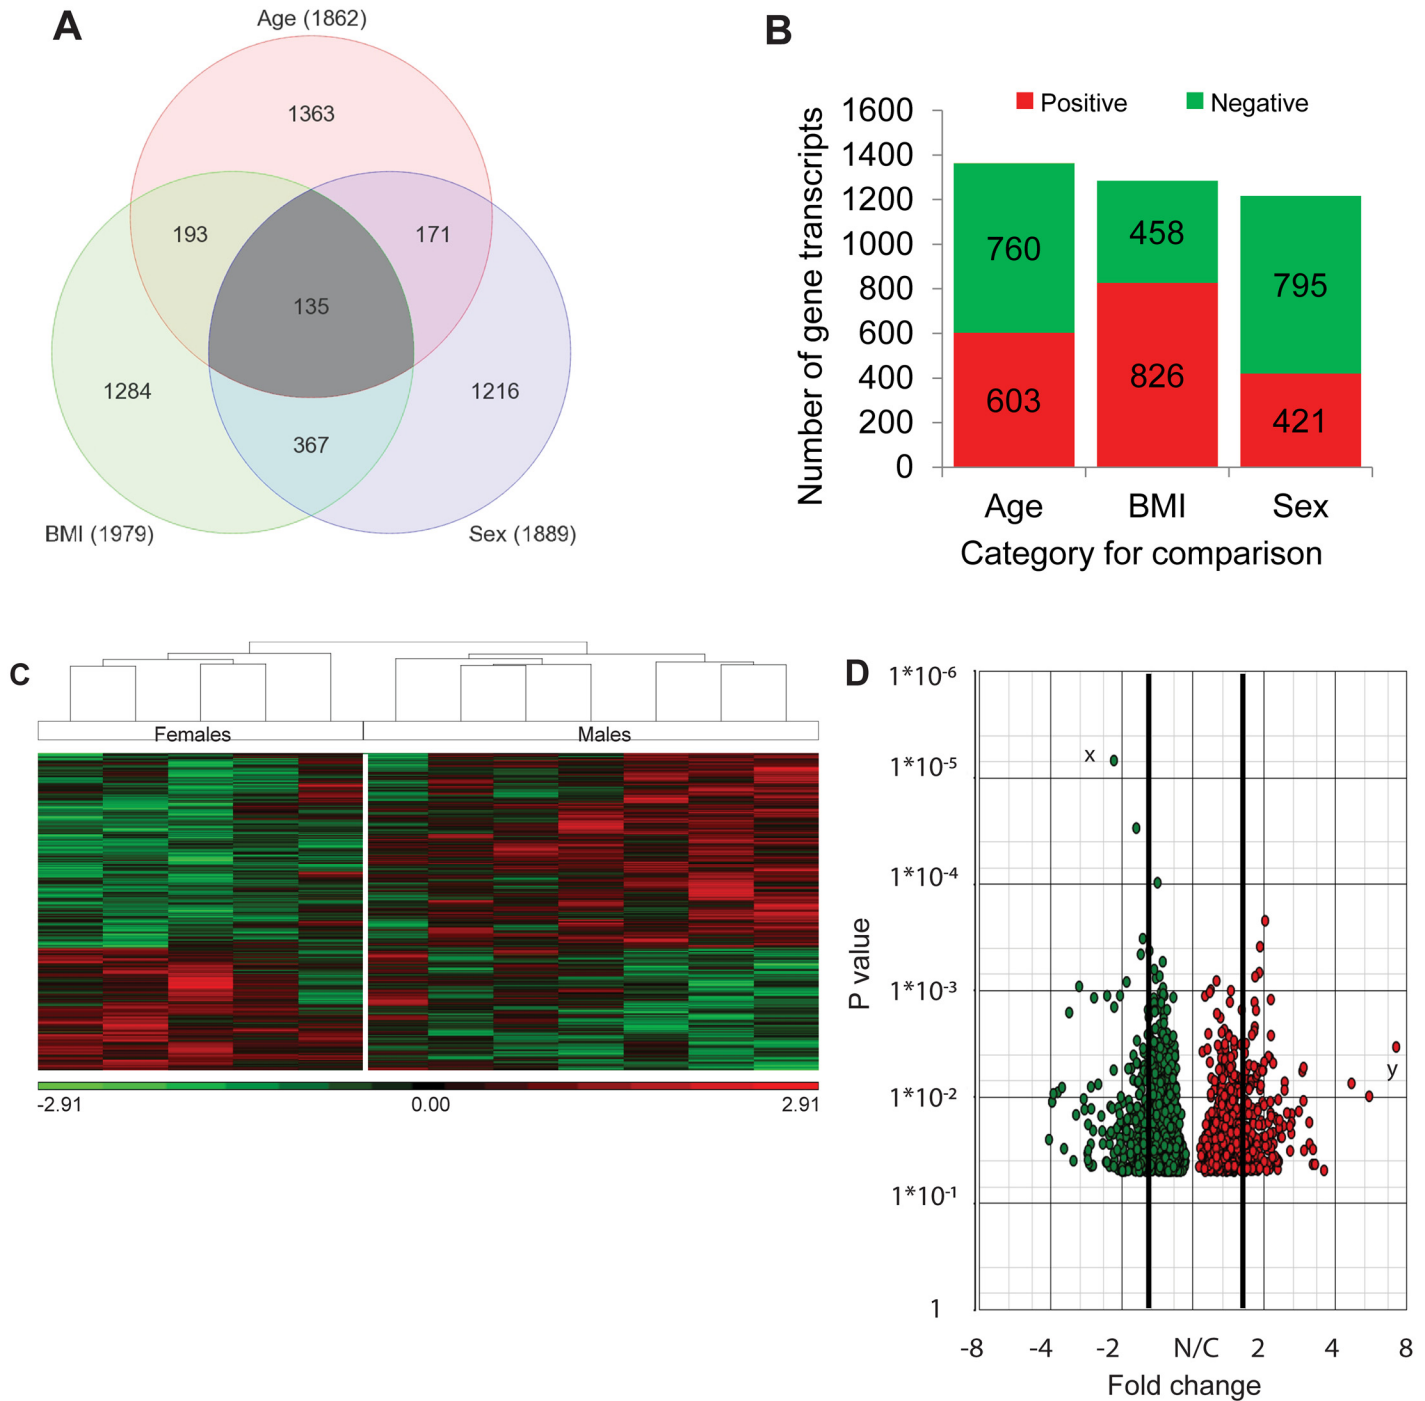 A
Age (1862)
1363
193
171
135
1284
1216
367
BMI (1979)
Sex (1889)
B
Positive
Negative
Number of gene transcripts
1600
1400
1200
1000
800
600
400
200
0
760
458
795
603
826
421
Age
BMI
Sex
Category for comparison
C
Females
Males
-2.91
0.00
2.91
D
P value
1*10-6
1*10-5
1*10-4
1*10-3
1*10-2
1*10-1
1
x
y
-8
-4
-2
N/C
2
4
8
Fold change